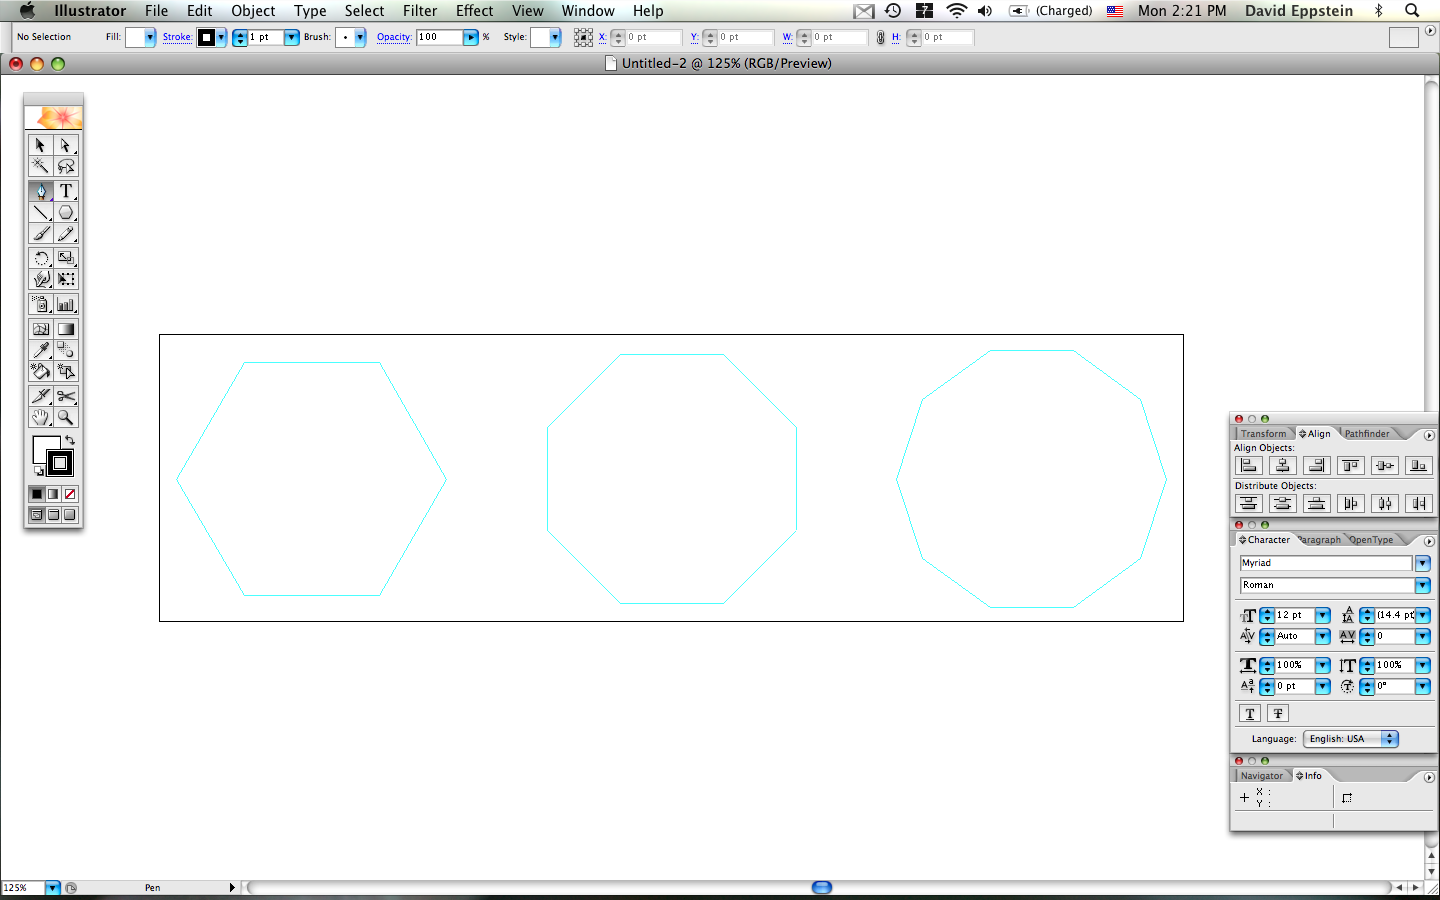 Illustrator File Edit Object Type Select Filter Effect View Window Help (Charged) Mon 2:21 PM David Eppstein
No Selection Fill: Stroke: 1 pt Brush: Opacity: 100 % Style: X: 0 pt Y: 0 pt W: 0 pt H: 0 pt
Untitled-2 @ 125% (RGB/Preview)
Transform Align Pathfinder
Align Objects:
Distribute Objects:
Character Paragraph OpenType
Myriad
Roman
12 pt (14.4 pt
Auto 0
100% 100%
0 pt 0°
Language: English: USA
Navigator Info
X :
Y :
125% Pen